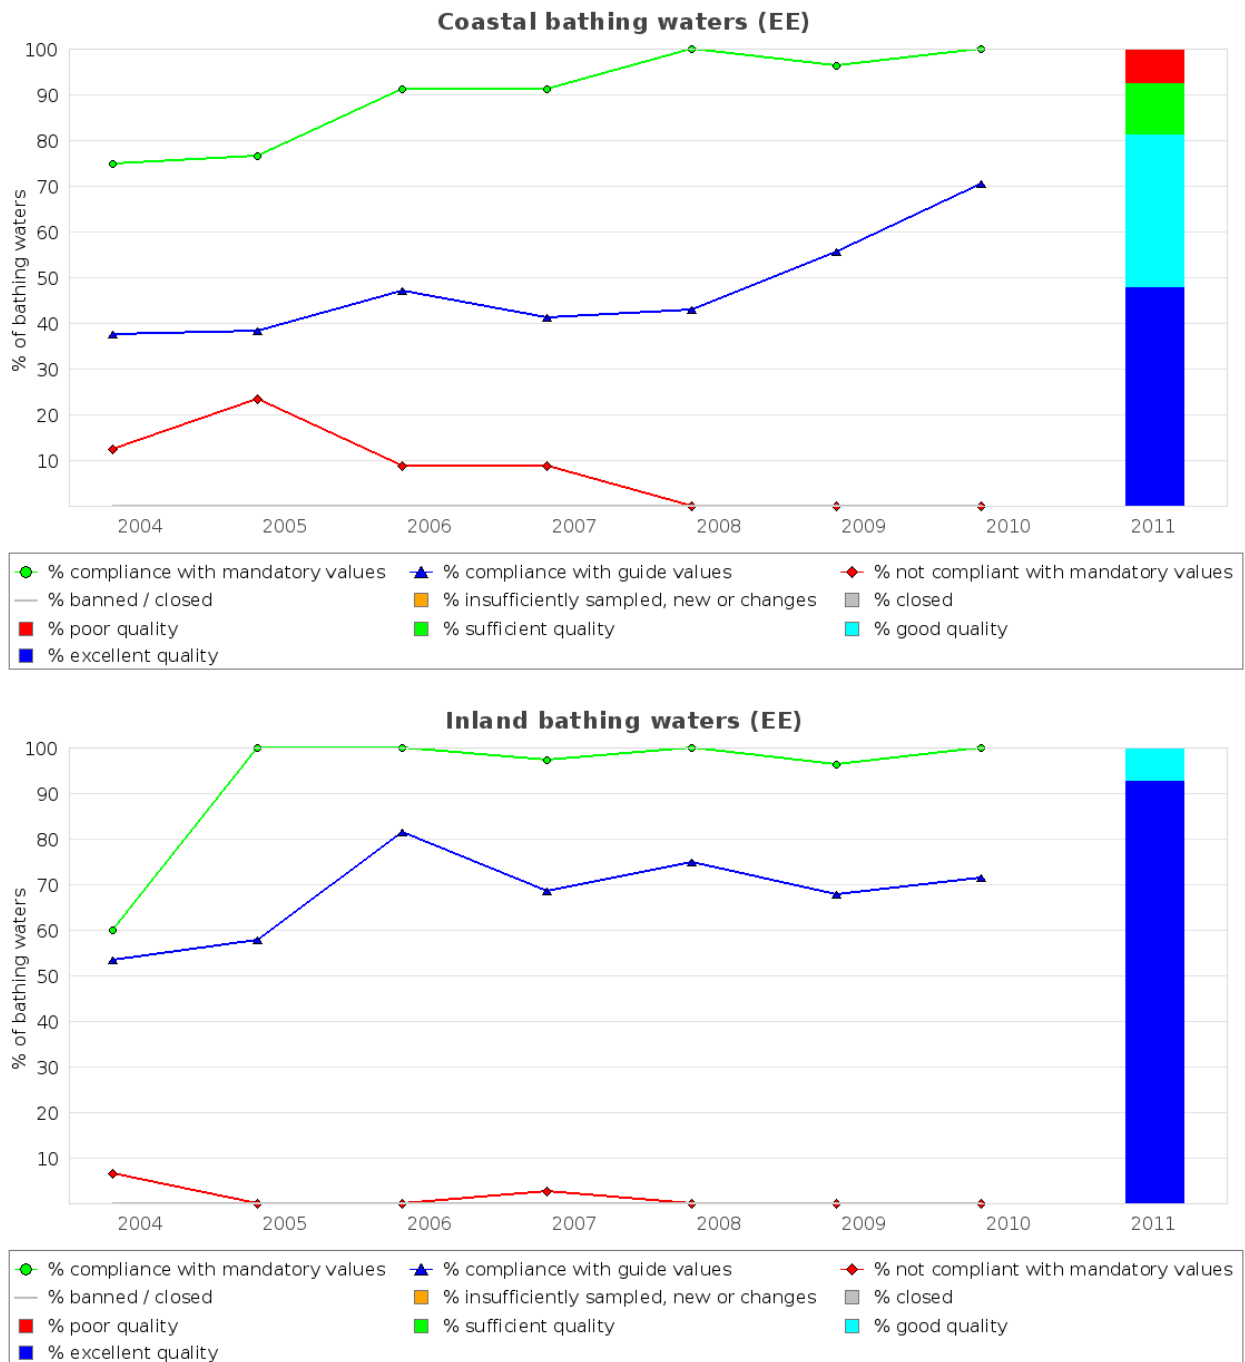 Coastal bathing waters (EE)
100
90
80
70
60
50
40
30
20
10
% of bathing waters
2004 2005 2006 2007 2008 2009 2010 2011
% compliance with mandatory values % compliance with guide values % not compliant with mandatory values
% banned / closed % insufficiently sampled, new or changes % closed
% poor quality % sufficient quality % good quality
% excellent quality
Inland bathing waters (EE)
100
90
80
70
60
50
40
30
20
10
% of bathing waters
2004 2005 2006 2007 2008 2009 2010 2011
% compliance with mandatory values % compliance with guide values % not compliant with mandatory values
% banned / closed % insufficiently sampled, new or changes % closed
% poor quality % sufficient quality % good quality
% excellent quality